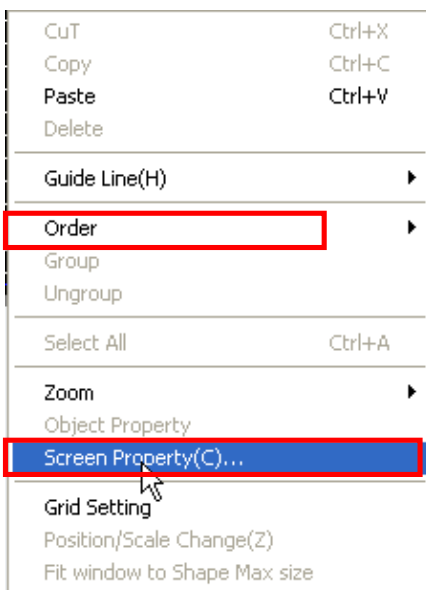 CuT Ctrl+X
Copy Ctrl+C
Paste Ctrl+V
Delete
Guide Line(H)
Order
Group
Ungroup
Select All Ctrl+A
Zoom
Object Property
Screen Property(C)...
Grid Setting
Position/Scale Change(Z)
Fit window to Shape Max size